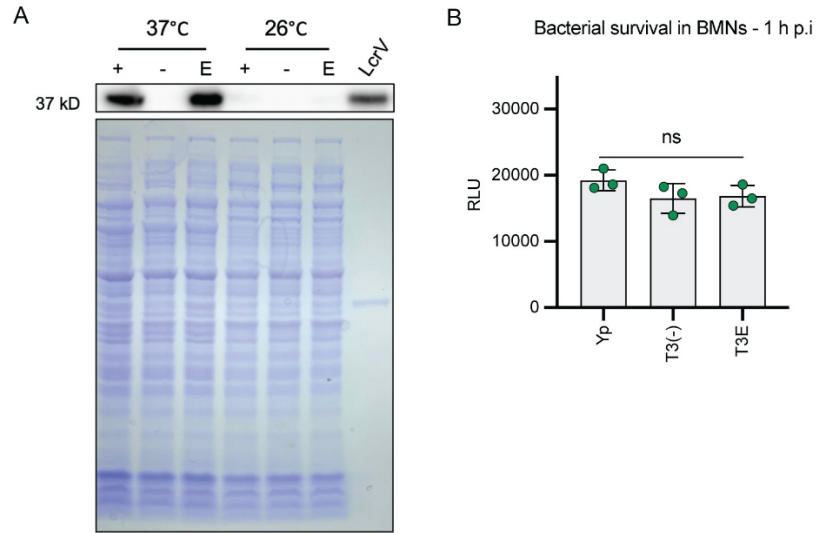 A
37°C 26°C
+ - E + - E LcrV
37 kD
B
Bacterial survival in BMNs - 1 h p.i
30000
20000
10000
0
RLU
ns
Yp
T3(-)
T3E